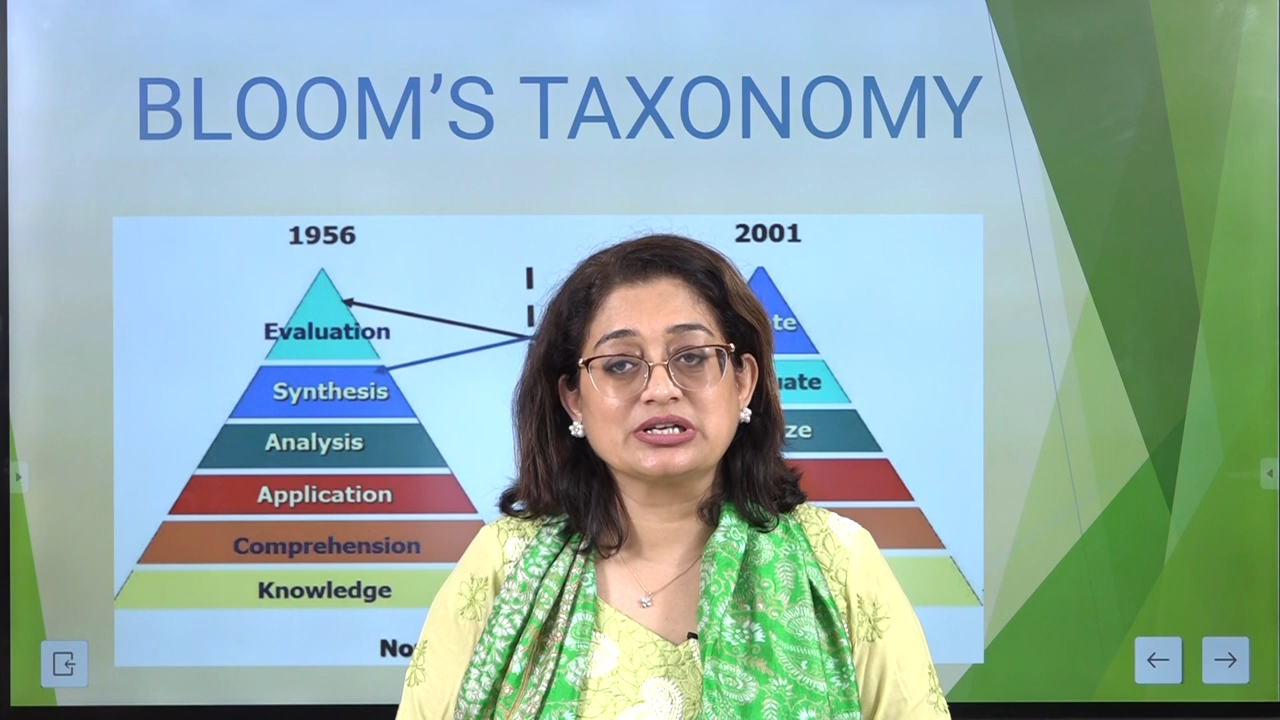 BLOOM'S TAXONOMY
1956
2001
Evaluation
Synthesis
Analysis
Application
Comprehension
Knowledge